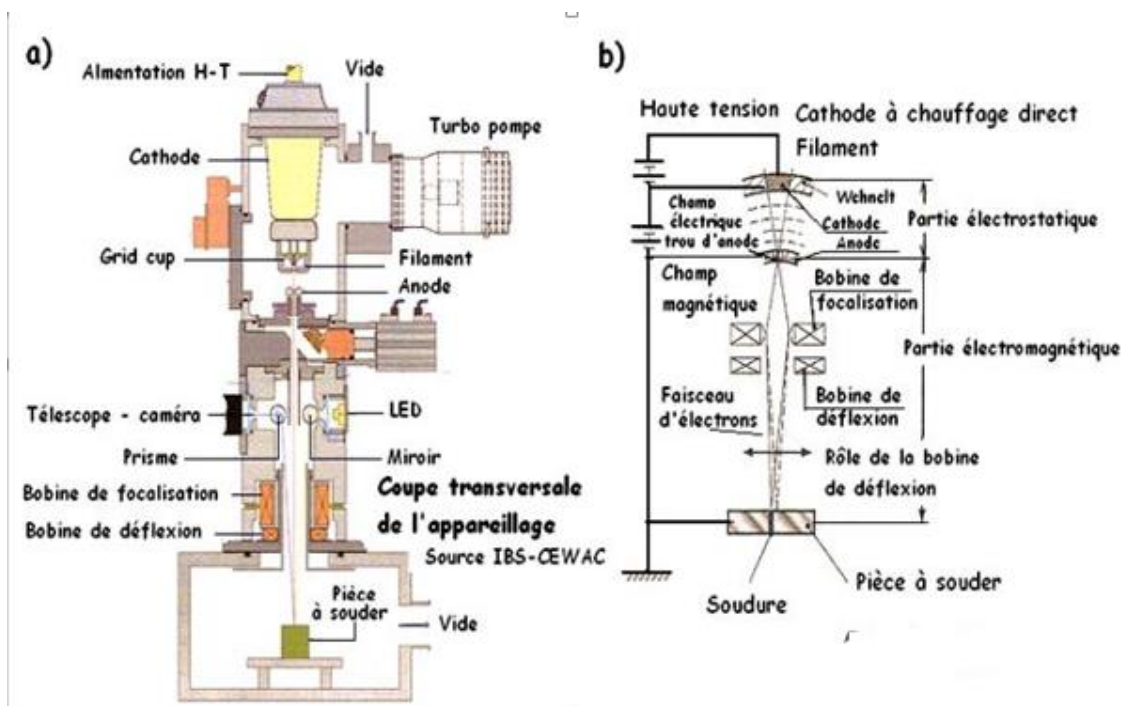 a)
Almentation H-T
Vide
Turbo pompe
Cathode
Grid cup
Filament
Anode
Télescope - caméra
LED
Prisme
Miroir
Bobine de focalisation
Bobine de déflexion
Coupe transversale
de l'appareillage
Source IBS-CEWAC
Pièce
à souder
Vide
b)
Haute tension
Cathode à chauffage direct
Filament
Wehnelt
Champ
électrique
trou d'anode
Cathode
Anode
Partie électrostatique
Champ
magnétique
Bobine de
focalisation
Partie électromagnétique
Faisceau
d'électrons
Bobine de
déflexion
Rôle de la bobine
de déflexion
Soudure
Pièce à souder